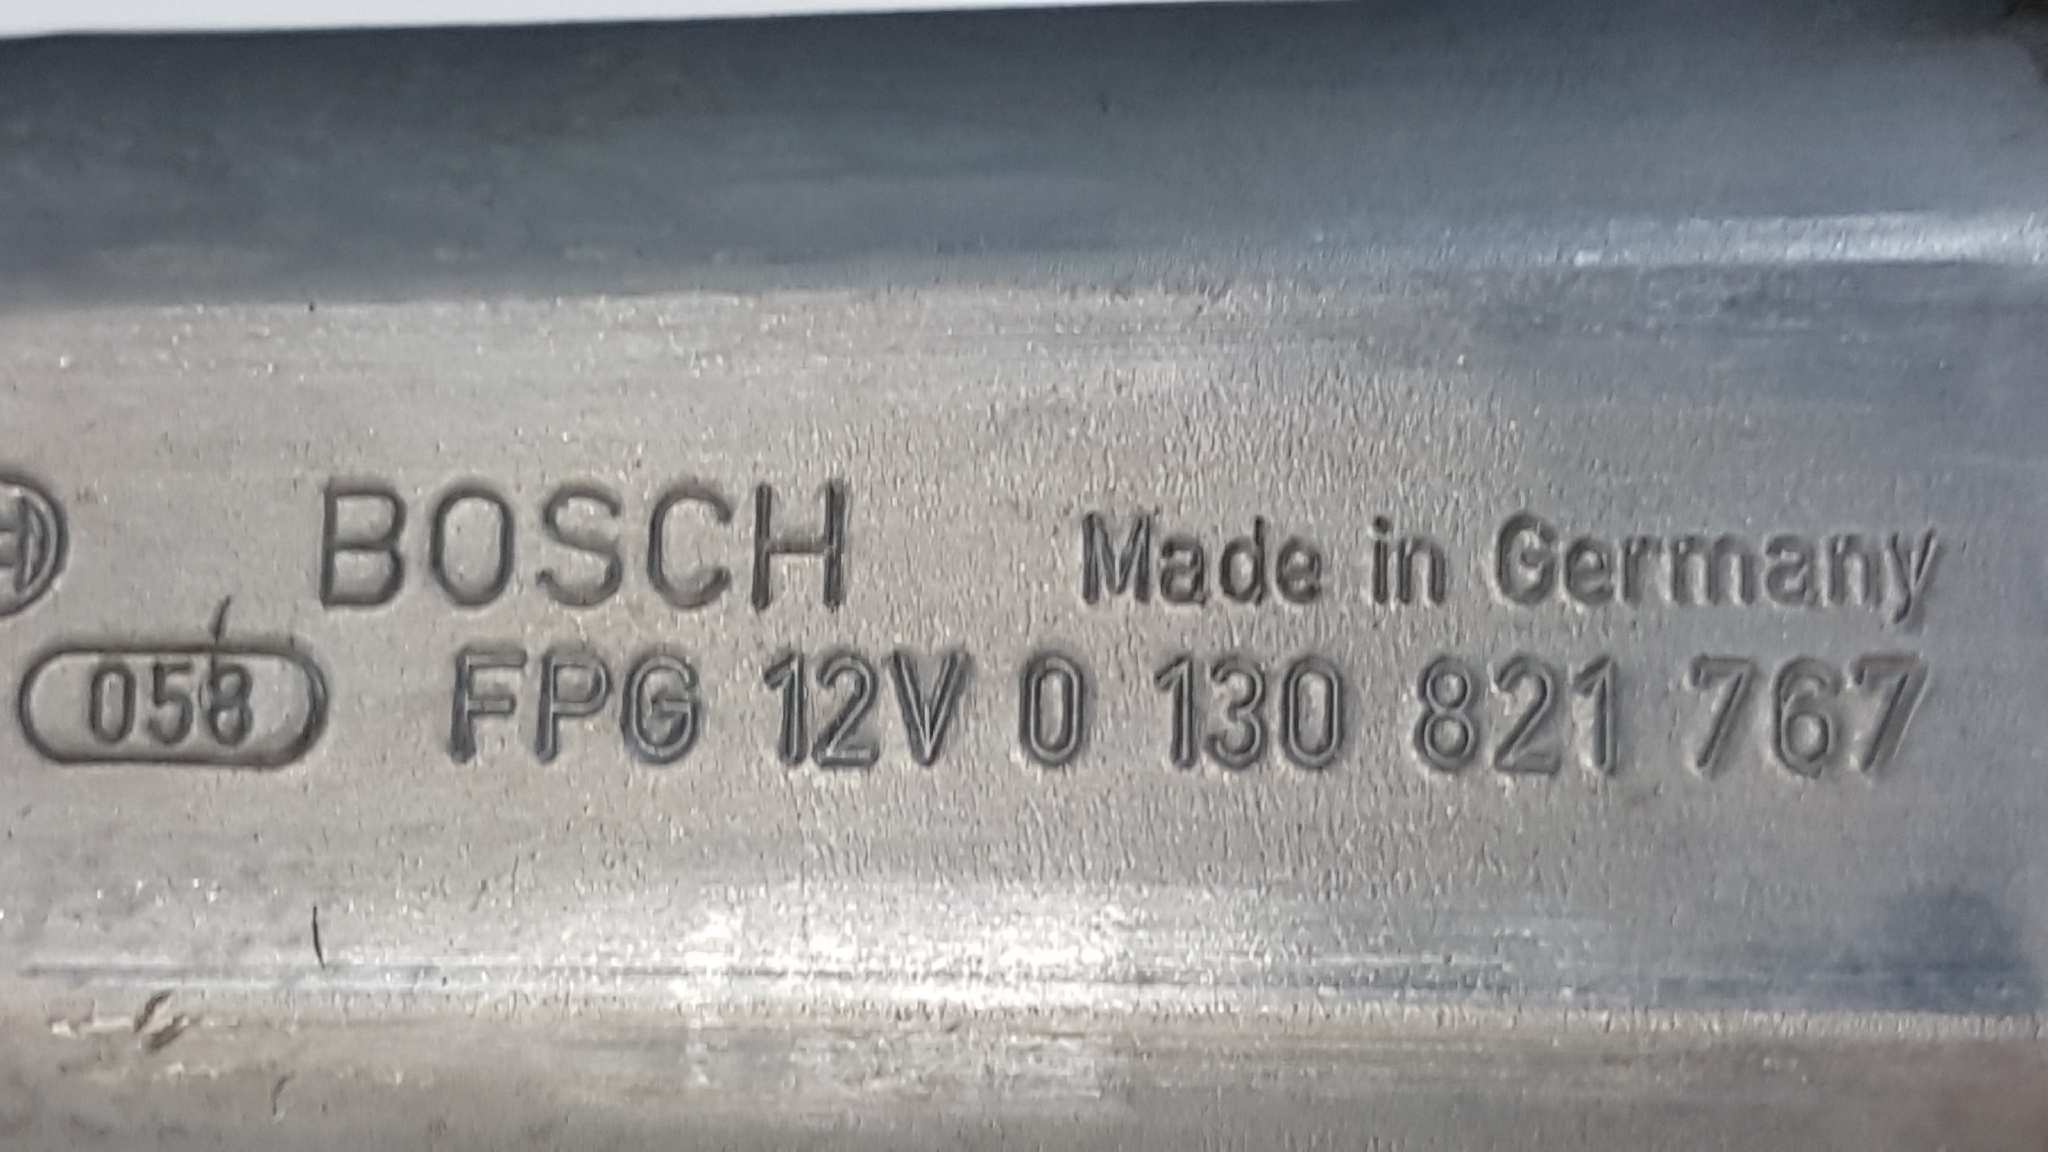 BOSCH Made in Germany
058 FPG 12V 0 130 821 767